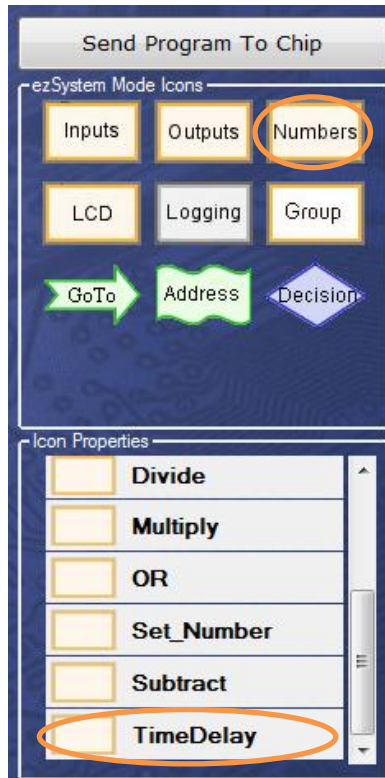 Send Program To Chip
ezSystem Mode Icons
Inputs Outputs Numbers
LCD Logging Group
GoTo Address Decision
Icon Properties
Divide
Multiply
OR
Set_Number
Subtract
TimeDelay